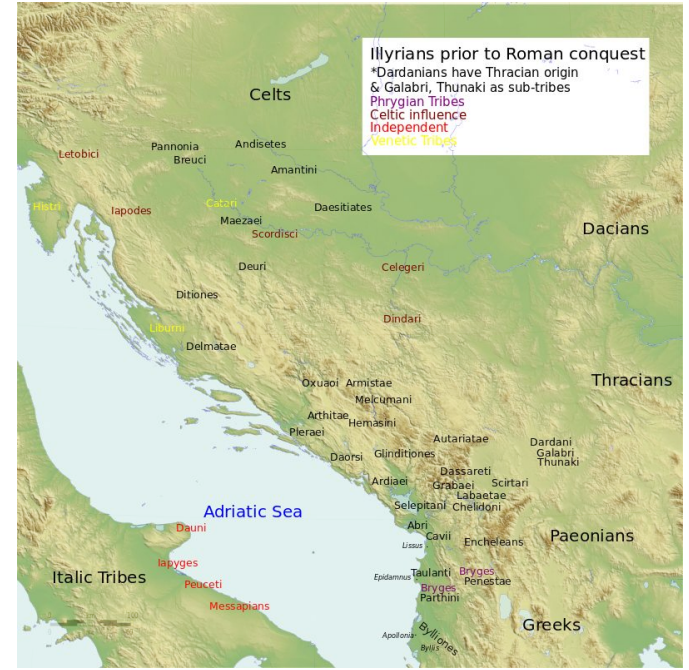 Illyrians prior to Roman conquest
*Dardanians have Thracian origin
& Galabri, Thunaki as sub-tribes
Phrygian Tribes
Celtic influence
Independent
Venetic Tribes
Celts
Letobici
Pannonia
Andisetes
Breuci
Amantini
Histri
Iapodes
Catari
Daesitiates
Maezaei
Scordisci
Dacians
Deuri
Celegeri
Ditiones
Liburni
Dindari
Delmatae
Thracians
Oxuaoi
Armistae
Melcumani
Arthitae
Hemasini
Pleraei
Autariatae
Dardani
Galabri
Thunaki
Daorsi
Glinditiones
Dassareti
Ardiaei
Grabaei
Scirtari
Labaetae
Selepitani
Chelidoni
Adriatic Sea
Dauni
Abri
Cavii
Lissus
Encheleans
Paeonians
Iapyges
Italic Tribes
Epidamnus
Taulanti
Bryges
Penestae
Peuceti
Bryges
Parthini
Messapians
Greeks
Bylliones
Apollonia
Byllis